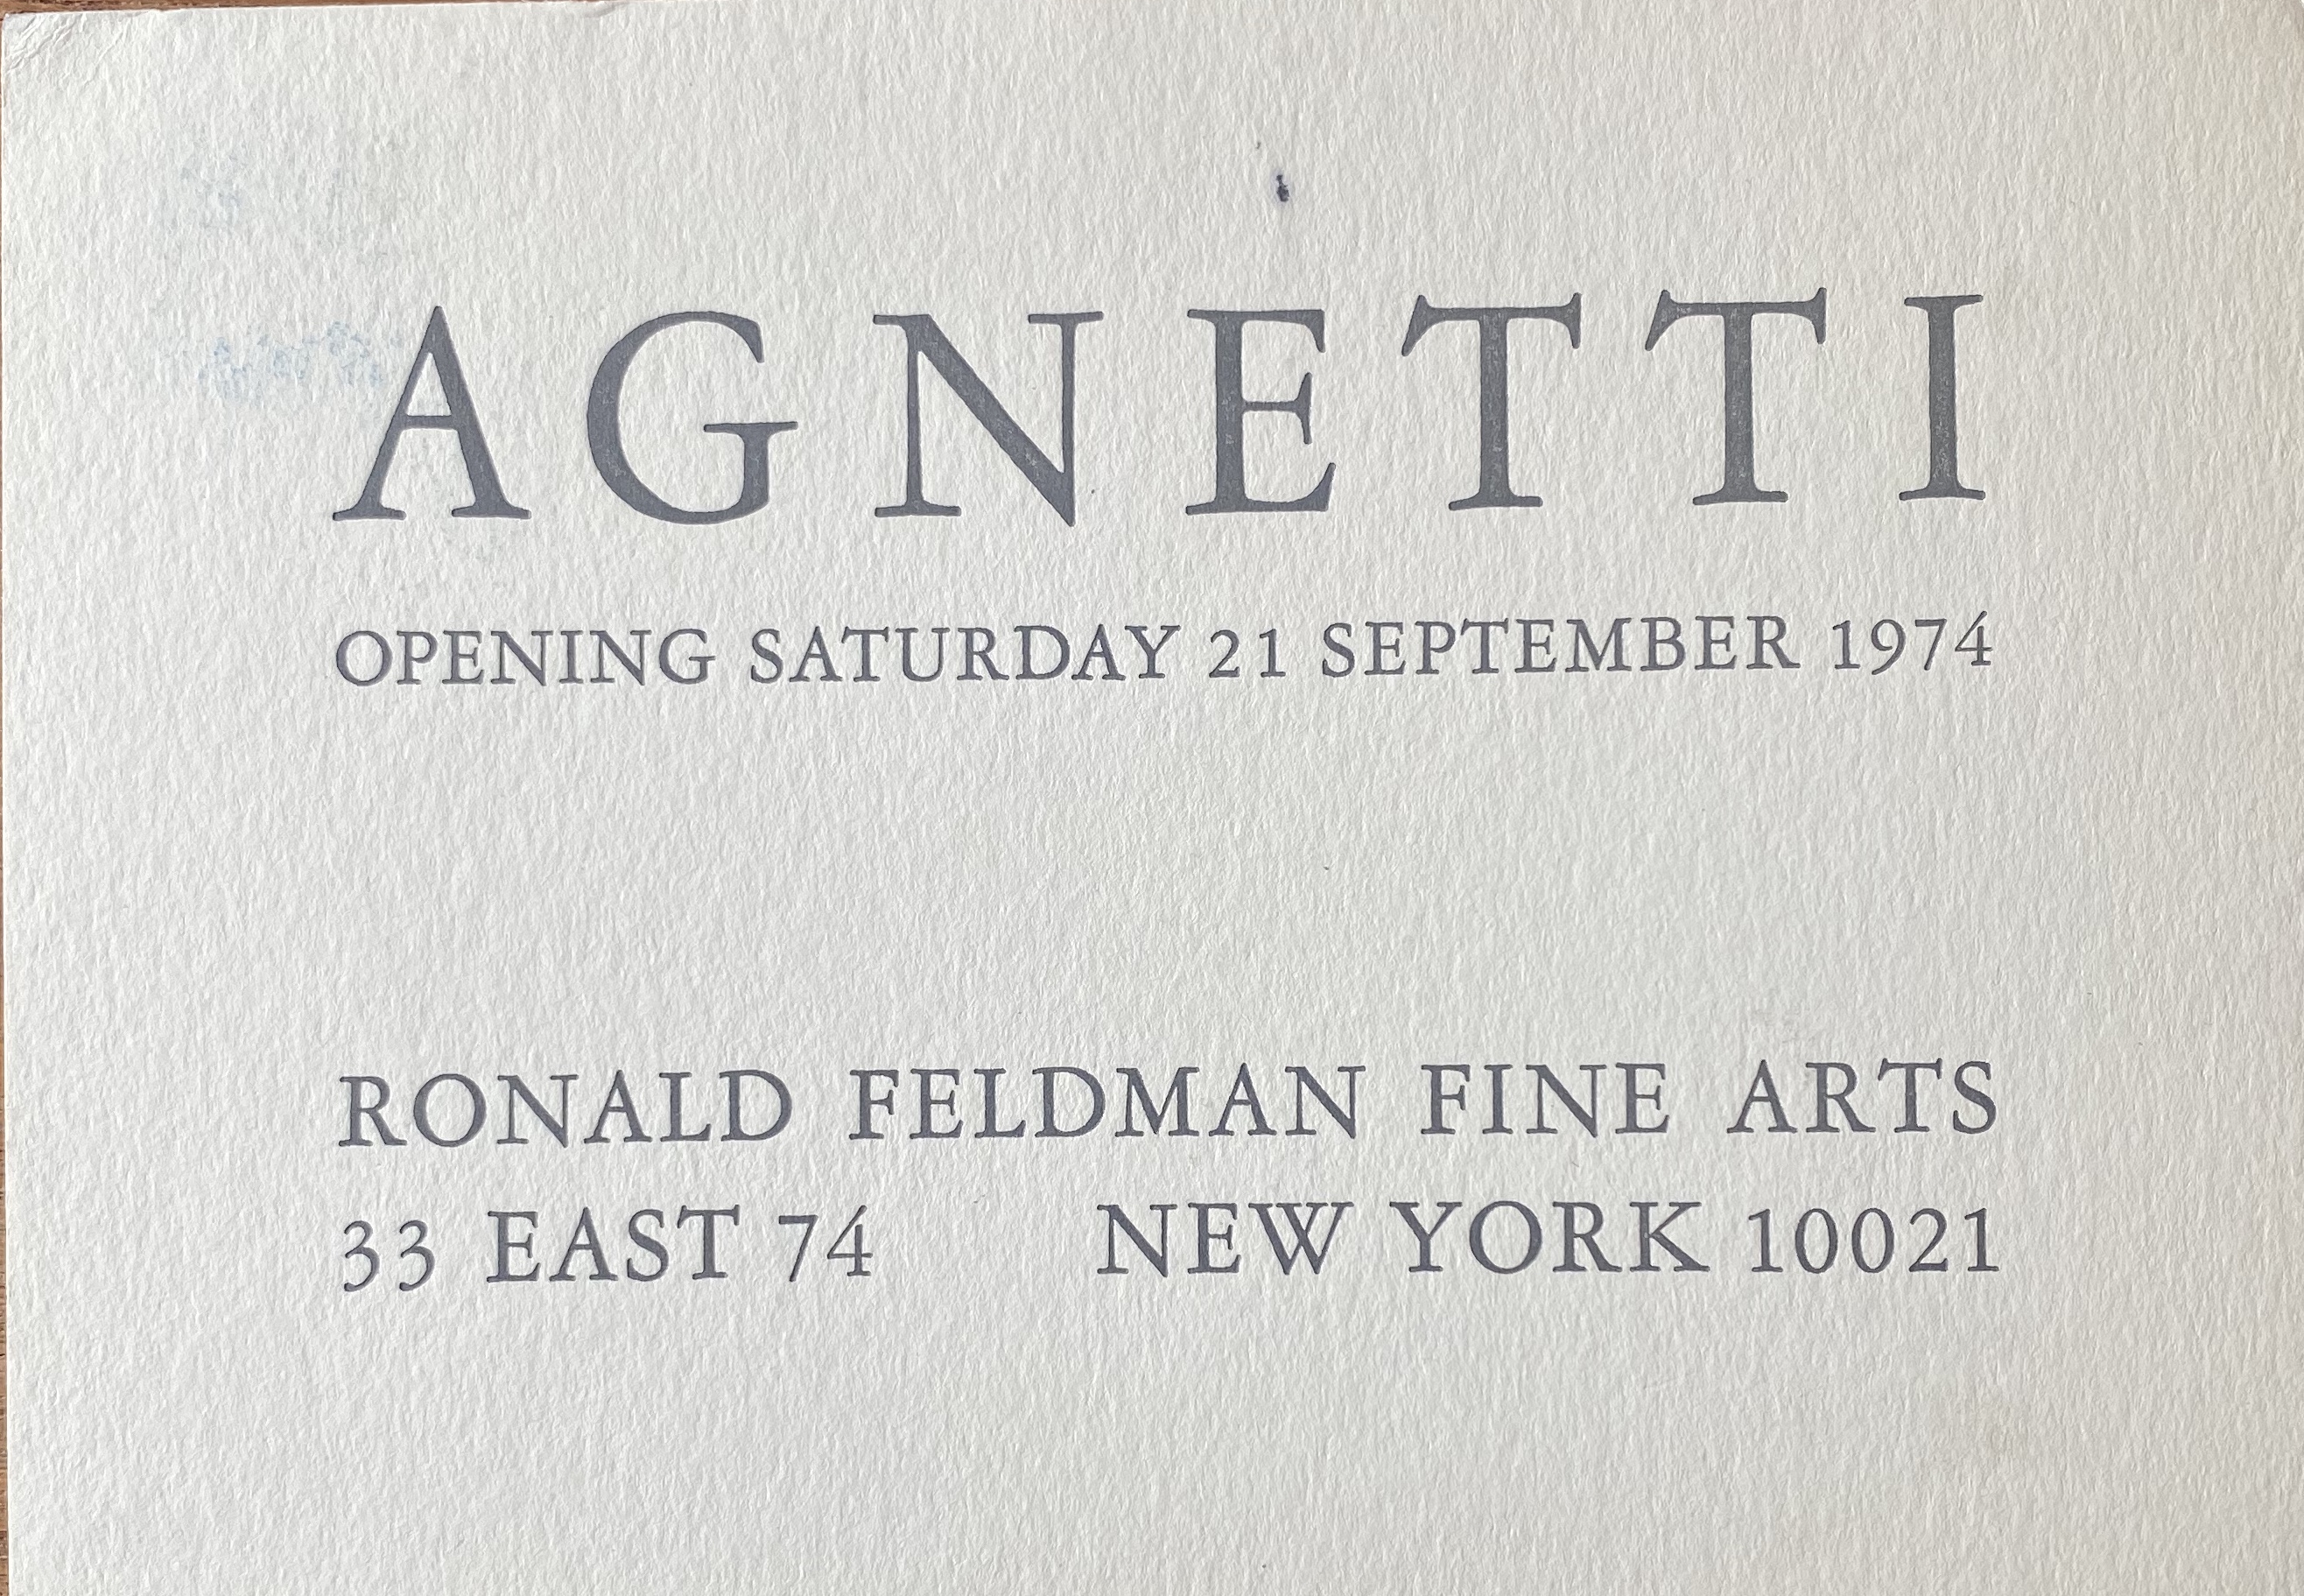 AGNETTI
OPENING SATURDAY 21 SEPTEMBER 1974
RONALD FELDMAN FINE ARTS
33 EAST 74 NEW YORK 10021